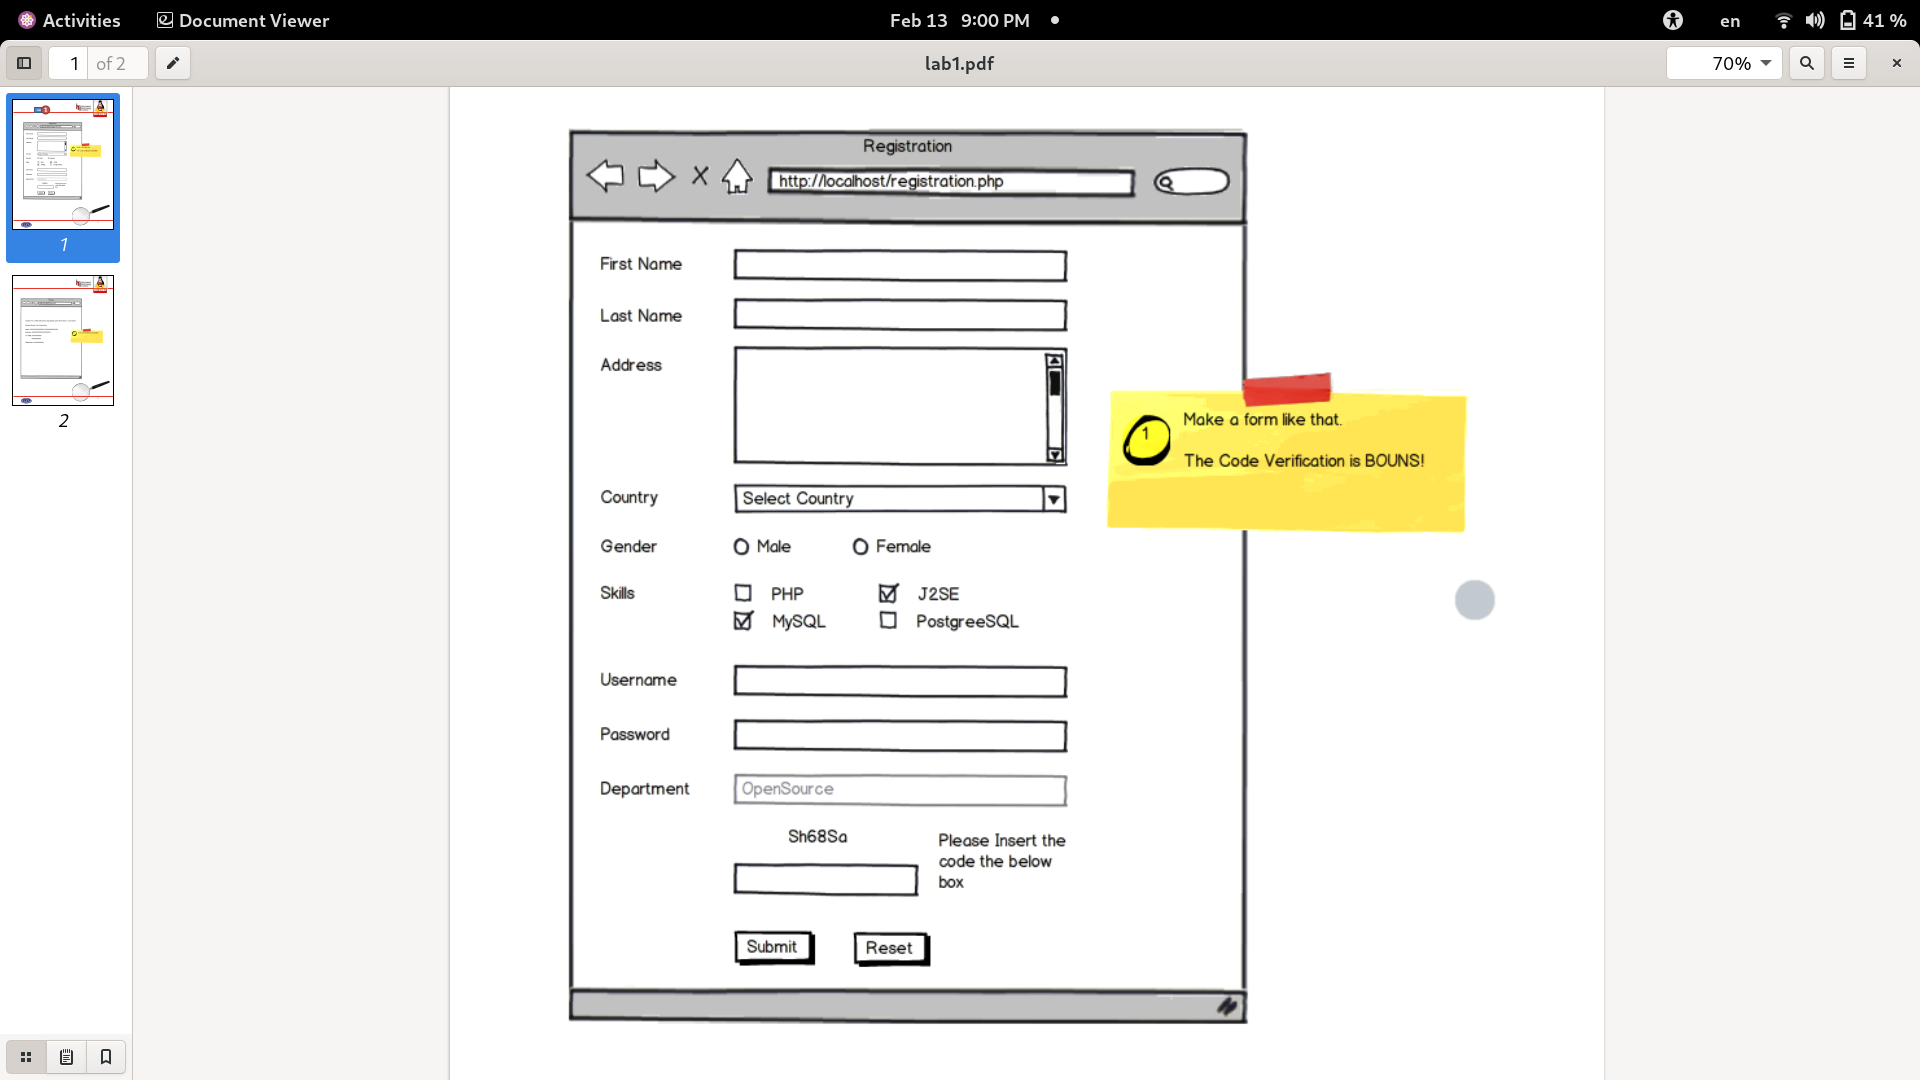 Activities
Document Viewer
Feb 13 9:00 PM
en
41 %
1 of 2
lab1.pdf
70%
1
2
Registration
http://localhost/registration.php
First Name
Last Name
Address
Country
Select Country
Gender
Male
Female
Skills
PHP
J2SE
MySQL
PostgreeSQL
Username
Password
Department
OpenSource
Sh68Sa
Please Insert the
code the below
box
Submit
Reset
1
Make a form like that.
The Code Verification is BOUNS!